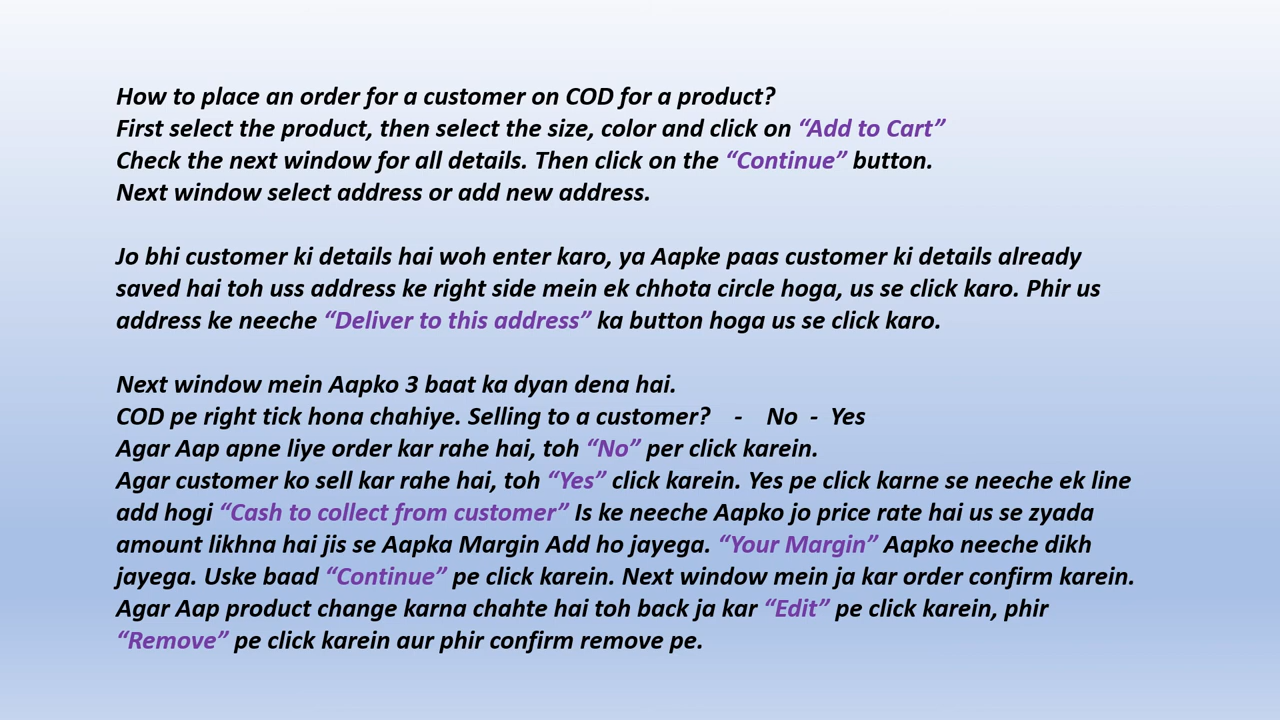 How to place an order for a customer on COD for a product?
First select the product, then select the size, color and click on “Add to Cart”
Check the next window for all details. Then click on the “Continue” button.
Next window select address or add new address.
Jo bhi customer ki details hai woh enter karo, ya Aapke paas customer ki details already
saved hai toh uss address ke right side mein ek chhota circle hoga, us se click karo. Phir us
address ke neeche “Deliver to this address” ka button hoga us se click karo.
Next window mein Aapko 3 baat ka dyan dena hai.
COD pe right tick hona chahiye. Selling to a customer? - No - Yes
Agar Aap apne liye order kar rahe hai, toh “No” per click karein.
Agar customer ko sell kar rahe hai, toh “Yes” click karein. Yes pe click karne se neeche ek line
add hogi “Cash to collect from customer” Is ke neeche Aapko jo price rate hai us se zyada
amount likhna hai jis se Aapka Margin Add ho jayega. “Your Margin” Aapko neeche dikh
jayega. Uske baad “Continue” pe click karein. Next window mein ja kar order confirm karein.
Agar Aap product change karna chahte hai toh back ja kar “Edit” pe click karein, phir
“Remove” pe click karein aur phir confirm remove pe.